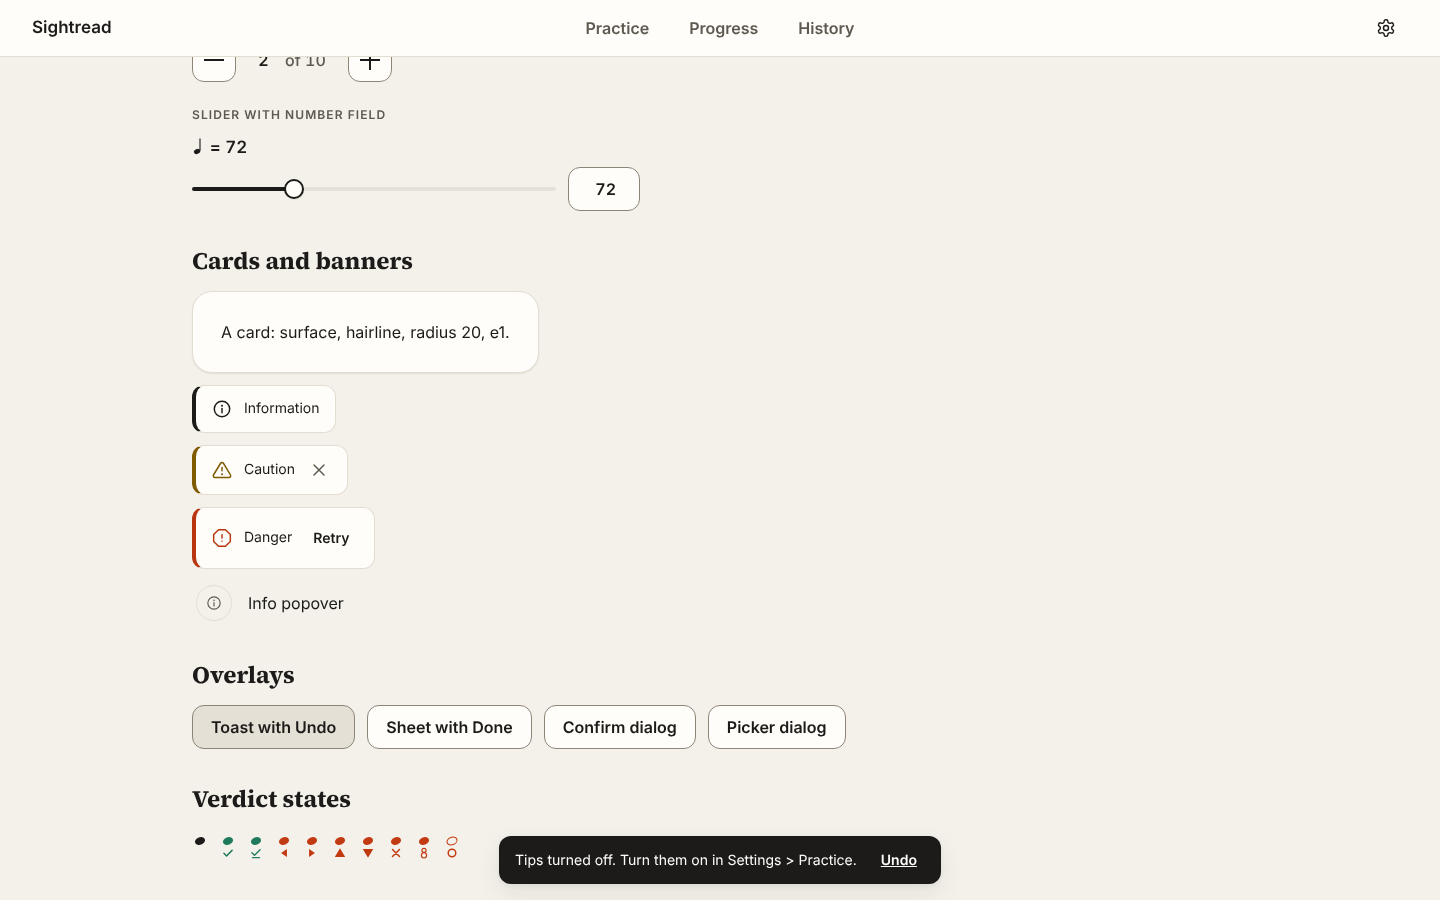 Sightread
Practice Progress History
2 of 10
SLIDER WITH NUMBER FIELD
♩ = 72
72
Cards and banners
A card: surface, hairline, radius 20, e1.
Information
Caution
Danger Retry
Info popover
Overlays
Toast with Undo Sheet with Done Confirm dialog Picker dialog
Verdict states
Tips turned off. Turn them on in Settings > Practice. Undo